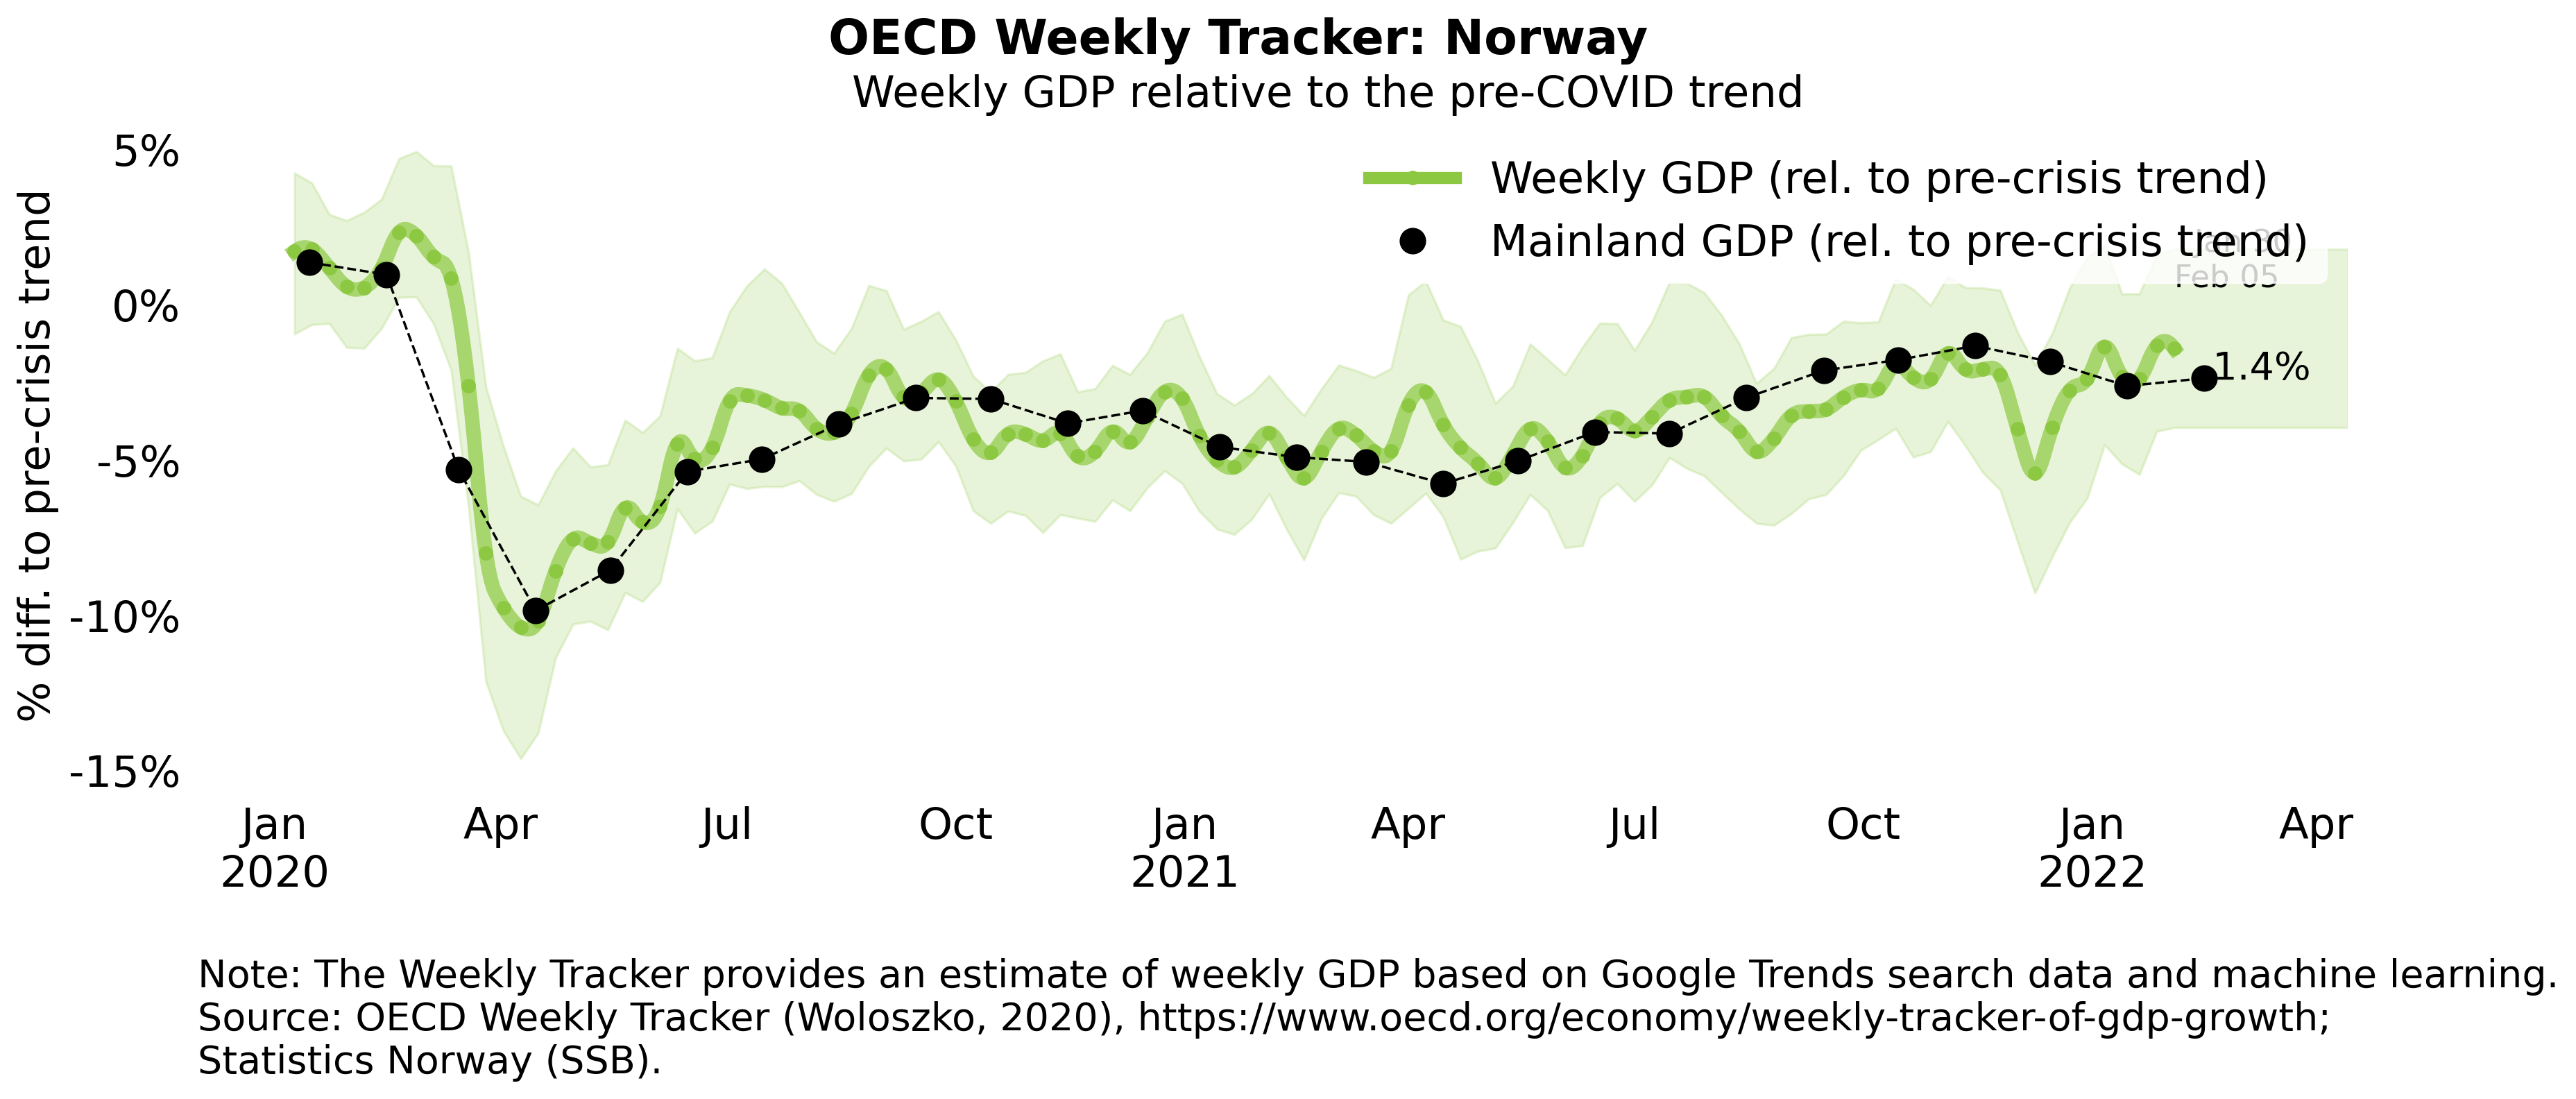 OECD Weekly Tracker: Norway
Weekly GDP relative to the pre-COVID trend
% diff. to pre-crisis trend
5%
0%
-5%
-10%
-15%
Weekly GDP (rel. to pre-crisis trend)
Mainland GDP (rel. to pre-crisis trend)
Jan 30
Feb 05
1.4%
Jan Apr Jul Oct Jan Apr Jul Oct Jan Apr
2020 2021 2022
Note: The Weekly Tracker provides an estimate of weekly GDP based on Google Trends search data and machine learning.
Source: OECD Weekly Tracker (Woloszko, 2020), https://www.oecd.org/economy/weekly-tracker-of-gdp-growth;
Statistics Norway (SSB).